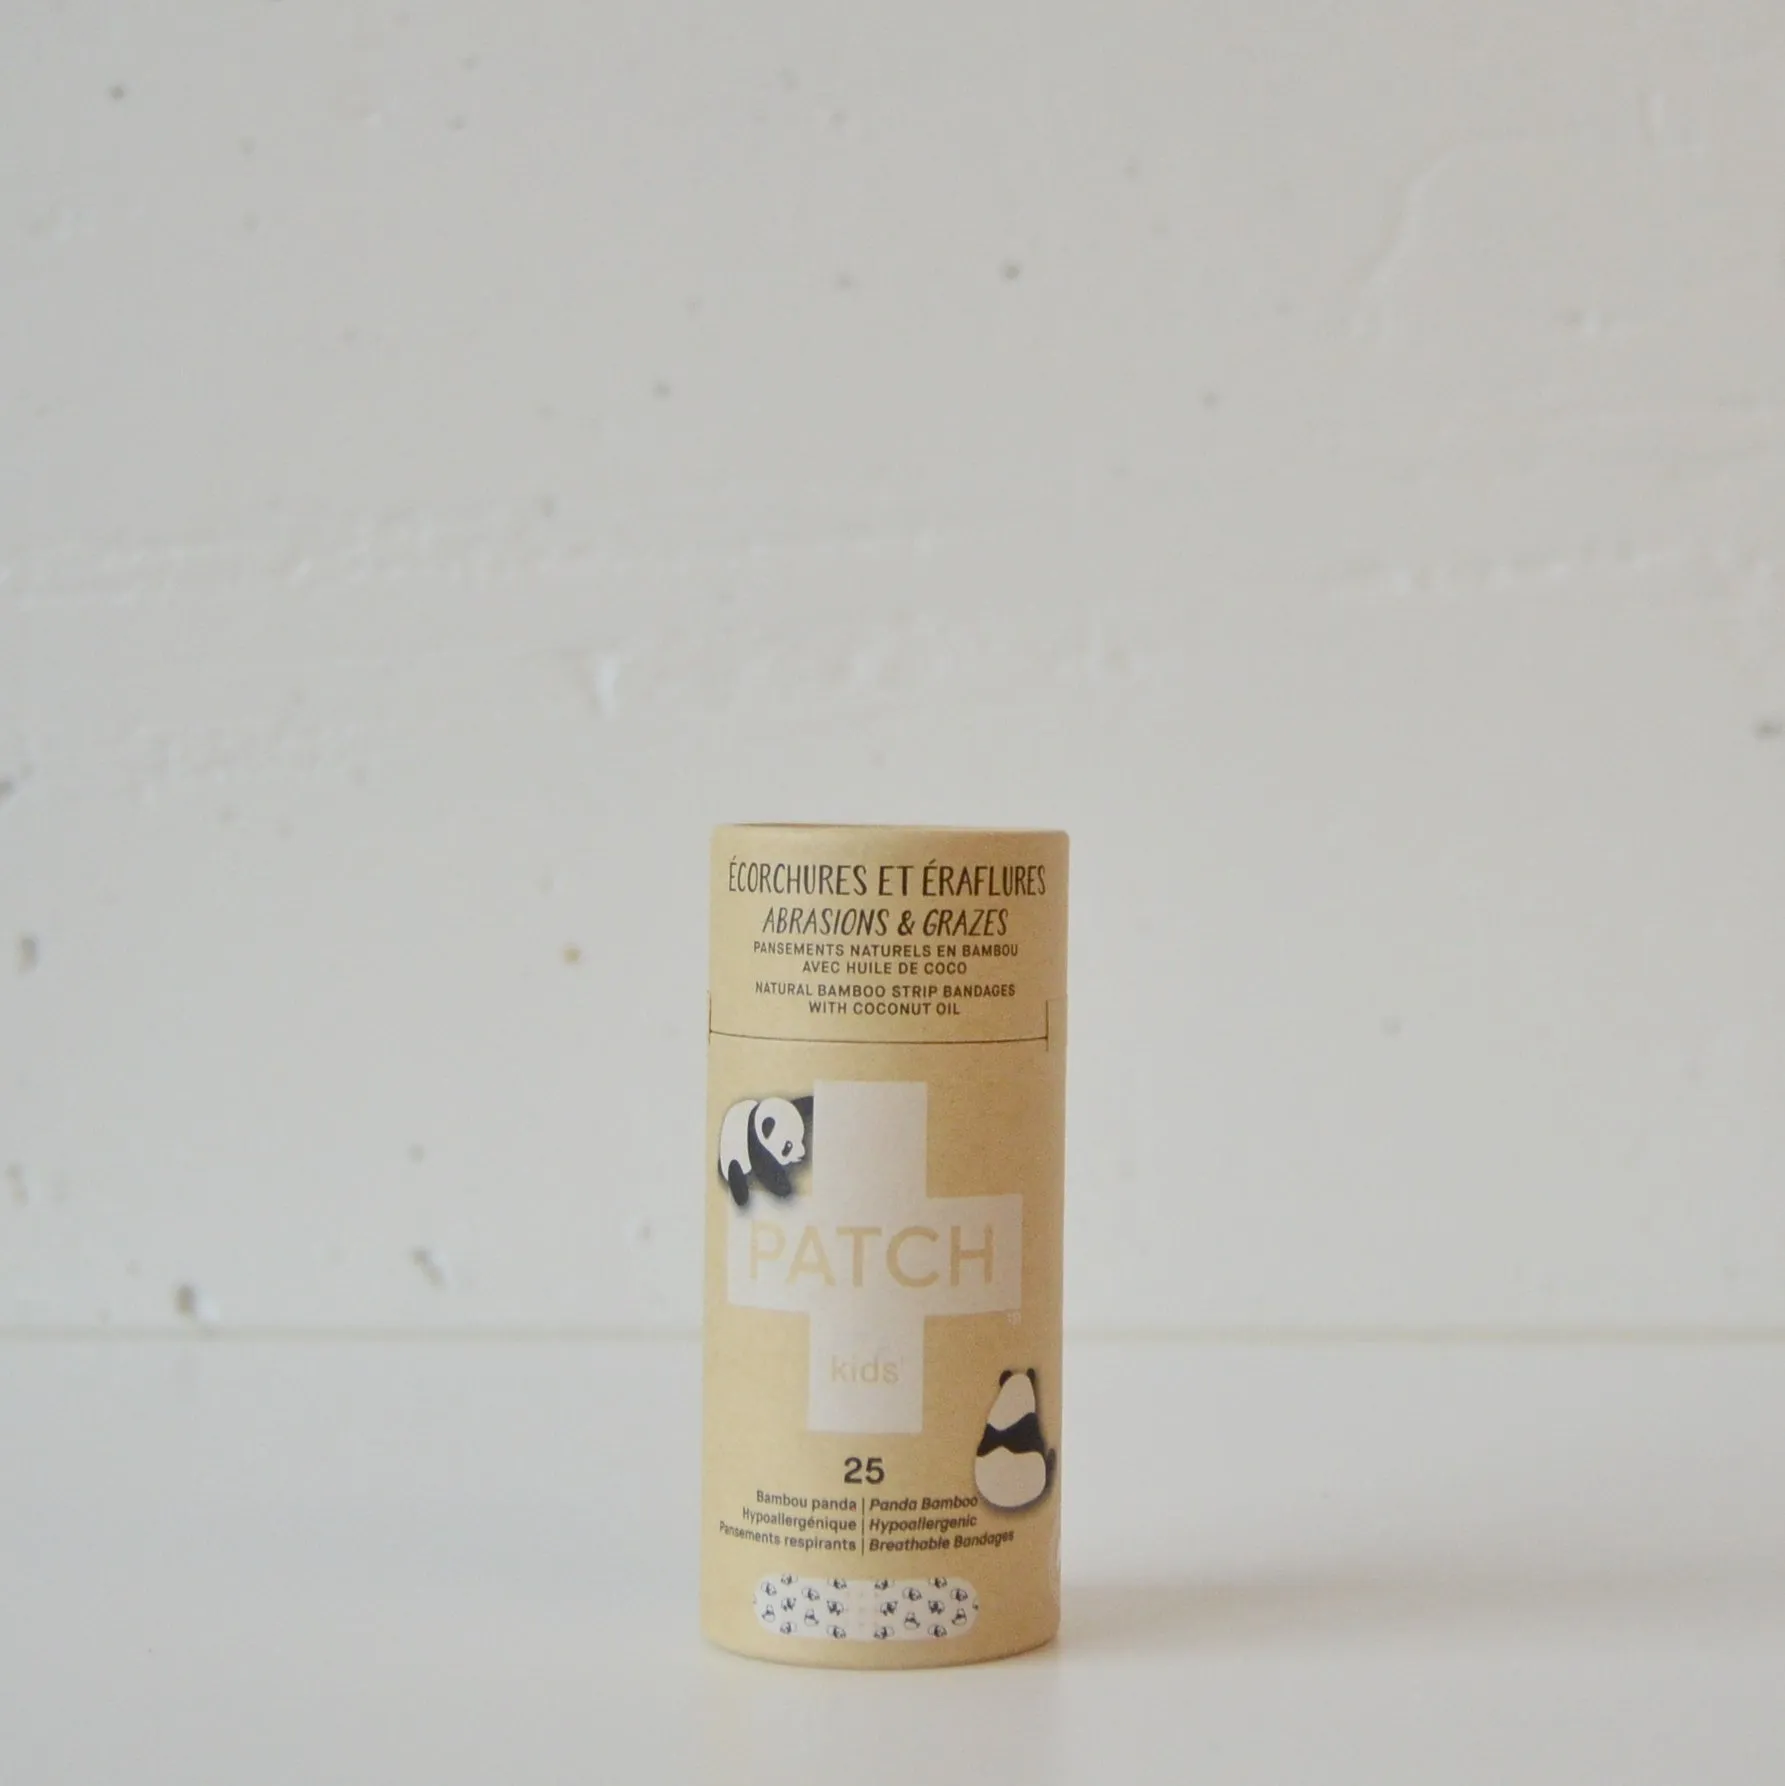 ÉCORCHURES ET ÉRAFLURES
ABRASIONS & GRAZES
PANSEMENTS NATURELS EN BAMBOU
AVEC HUILE DE COCO
NATURAL BAMBOO STRIP BANDAGES
WITH COCONUT OIL
PATCH
kids
25
Bambou panda | Panda Bamboo
Hypoallergénique | Hypoallergenic
Pansements respirants | Breathable Bandages